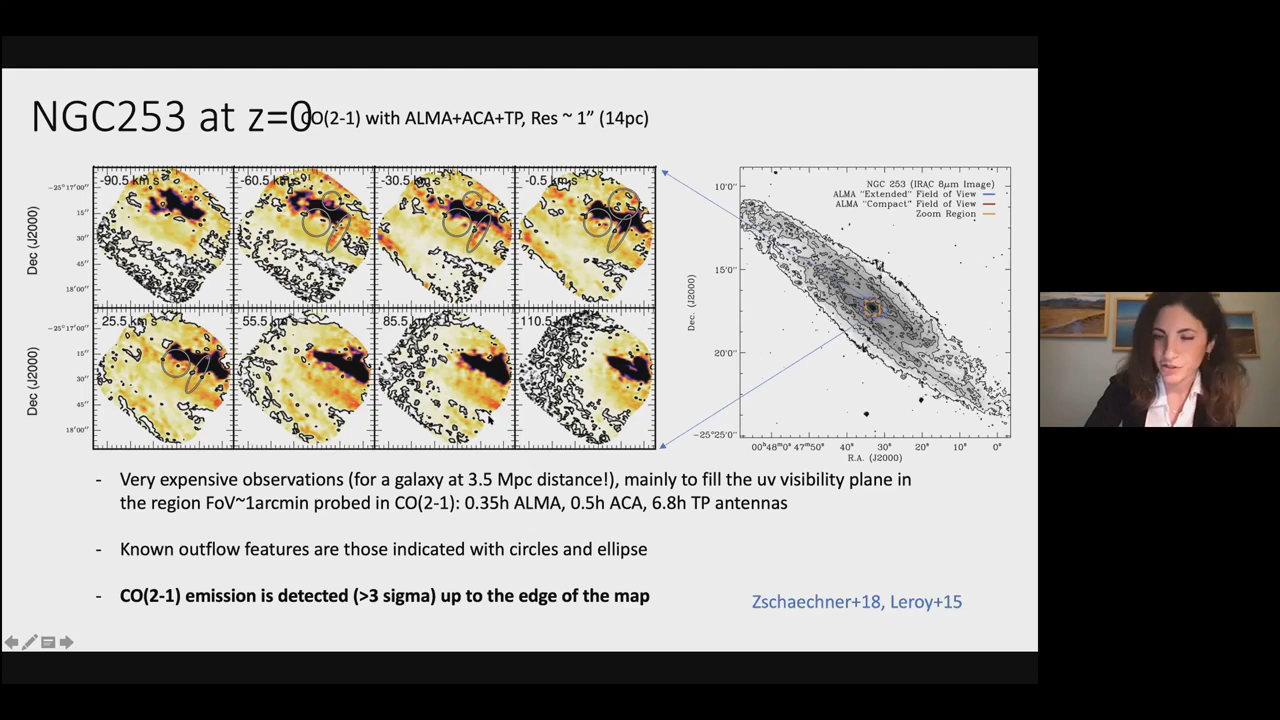 NGC253 at z=0
CO(2-1) with ALMA+ACA+TP, Res ~ 1” (14pc)
-90.5 km s⁻¹
-60.5 km s⁻¹
-30.5 km s⁻¹
-0.5 km s
−25°17′00″
15″
30″
45″
18′00″
Dec (J2000)
25.5 km s⁻¹
55.5 km s⁻¹
85.5 km s⁻¹
110.5
−25°17′00″
15″
30″
45″
18′00″
Dec (J2000)
NGC 253 (IRAC 8μm Image)
ALMA "Extended" Field of View
ALMA "Compact" Field of View
Zoom Region
10′0″
15′0″
20′0″
−25°25′0″
Dec. (J2000)
00ʰ48ᵐ0ˢ 47ᵐ50ˢ 40ˢ 30ˢ 20ˢ 10ˢ 0ˢ
R.A. (J2000)
- Very expensive observations (for a galaxy at 3.5 Mpc distance!), mainly to fill the uv visibility plane in
the region FoV~1arcmin probed in CO(2-1): 0.35h ALMA, 0.5h ACA, 6.8h TP antennas
- Known outflow features are those indicated with circles and ellipse
- CO(2-1) emission is detected (>3 sigma) up to the edge of the map
Zschaechner+18, Leroy+15